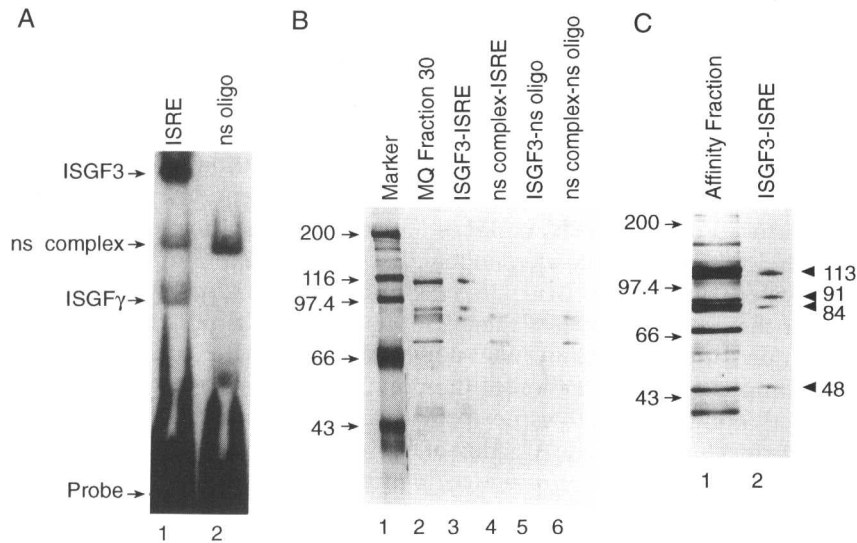 A
ISRE
ns oligo
ISGF3
ns complex
ISGFγ
Probe
1 2
B
Marker
MQ Fraction 30
ISGF3-ISRE
ns complex-ISRE
ISGF3-ns oligo
ns complex-ns oligo
200
116
97.4
66
43
1 2 3 4 5 6
C
Affinity Fraction
ISGF3-ISRE
200
97.4
66
43
113
91
84
48
1 2